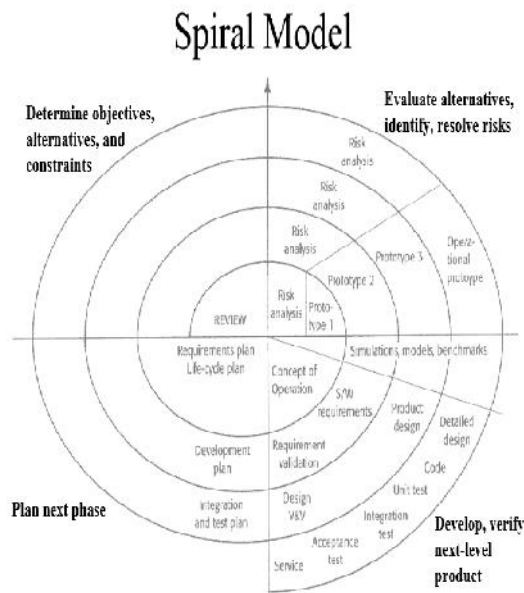 Spiral Model
Determine objectives,
alternatives, and
constraints
Evaluate alternatives,
identify, resolve risks
Risk
analysis
Risk
analysis
Risk
analysis
Risk
analysis
Proto-
type 1
Prototype 2
Prototype 3
Opera-
tional
protoype
REVIEW
Requirements plan
Life-cycle plan
Concept of
Operation
Simulations, models, benchmarks
S/W
requirements
Product
design
Detailed
design
Development
plan
Requirement
validation
Code
Unit test
Integration
and test plan
Design
V&V
Integration
test
Acceptance
test
Service
Plan next phase
Develop, verify
next-level
product